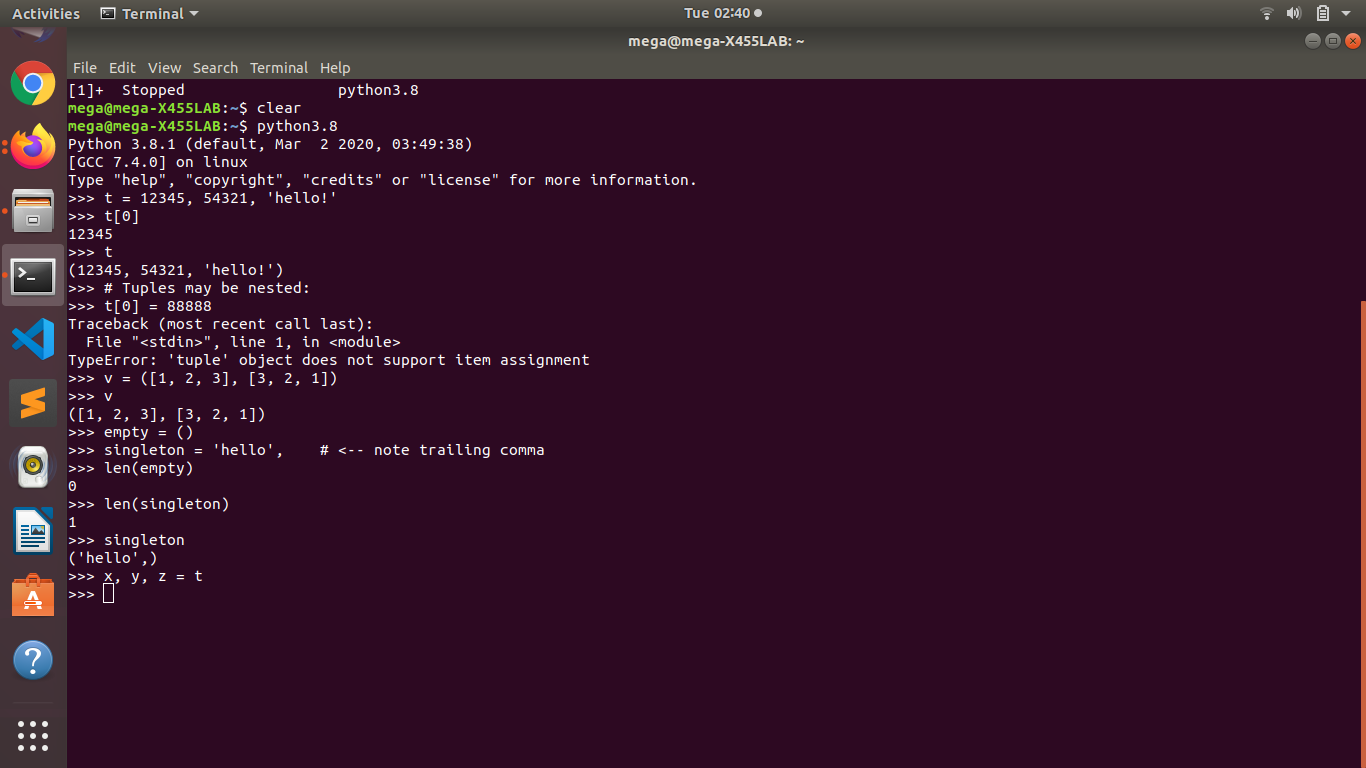 Activities Terminal Tue 02:40
mega@mega-X455LAB: ~
File Edit View Search Terminal Help
[1]+  Stopped                 python3.8
mega@mega-X455LAB:~$ clear
mega@mega-X455LAB:~$ python3.8
Python 3.8.1 (default, Mar  2 2020, 03:49:38)
[GCC 7.4.0] on linux
Type "help", "copyright", "credits" or "license" for more information.
>>> t = 12345, 54321, 'hello!'
>>> t[0]
12345
>>> t
(12345, 54321, 'hello!')
>>> # Tuples may be nested:
>>> t[0] = 88888
Traceback (most recent call last):
  File "<stdin>", line 1, in <module>
TypeError: 'tuple' object does not support item assignment
>>> v = ([1, 2, 3], [3, 2, 1])
>>> v
([1, 2, 3], [3, 2, 1])
>>> empty = ()
>>> singleton = 'hello',    # <-- note trailing comma
>>> len(empty)
0
>>> len(singleton)
1
>>> singleton
('hello',)
>>> x, y, z = t
>>>